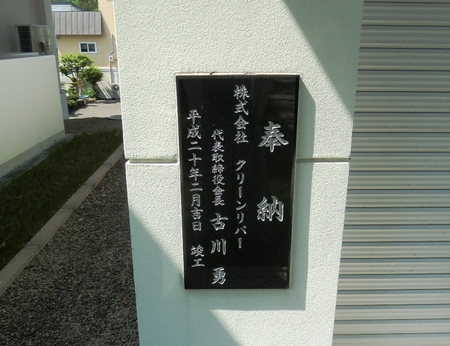 奉納
株式会社 クリーンリバー
代表取締役会長 古川勇
平成二十年二月吉日 竣工